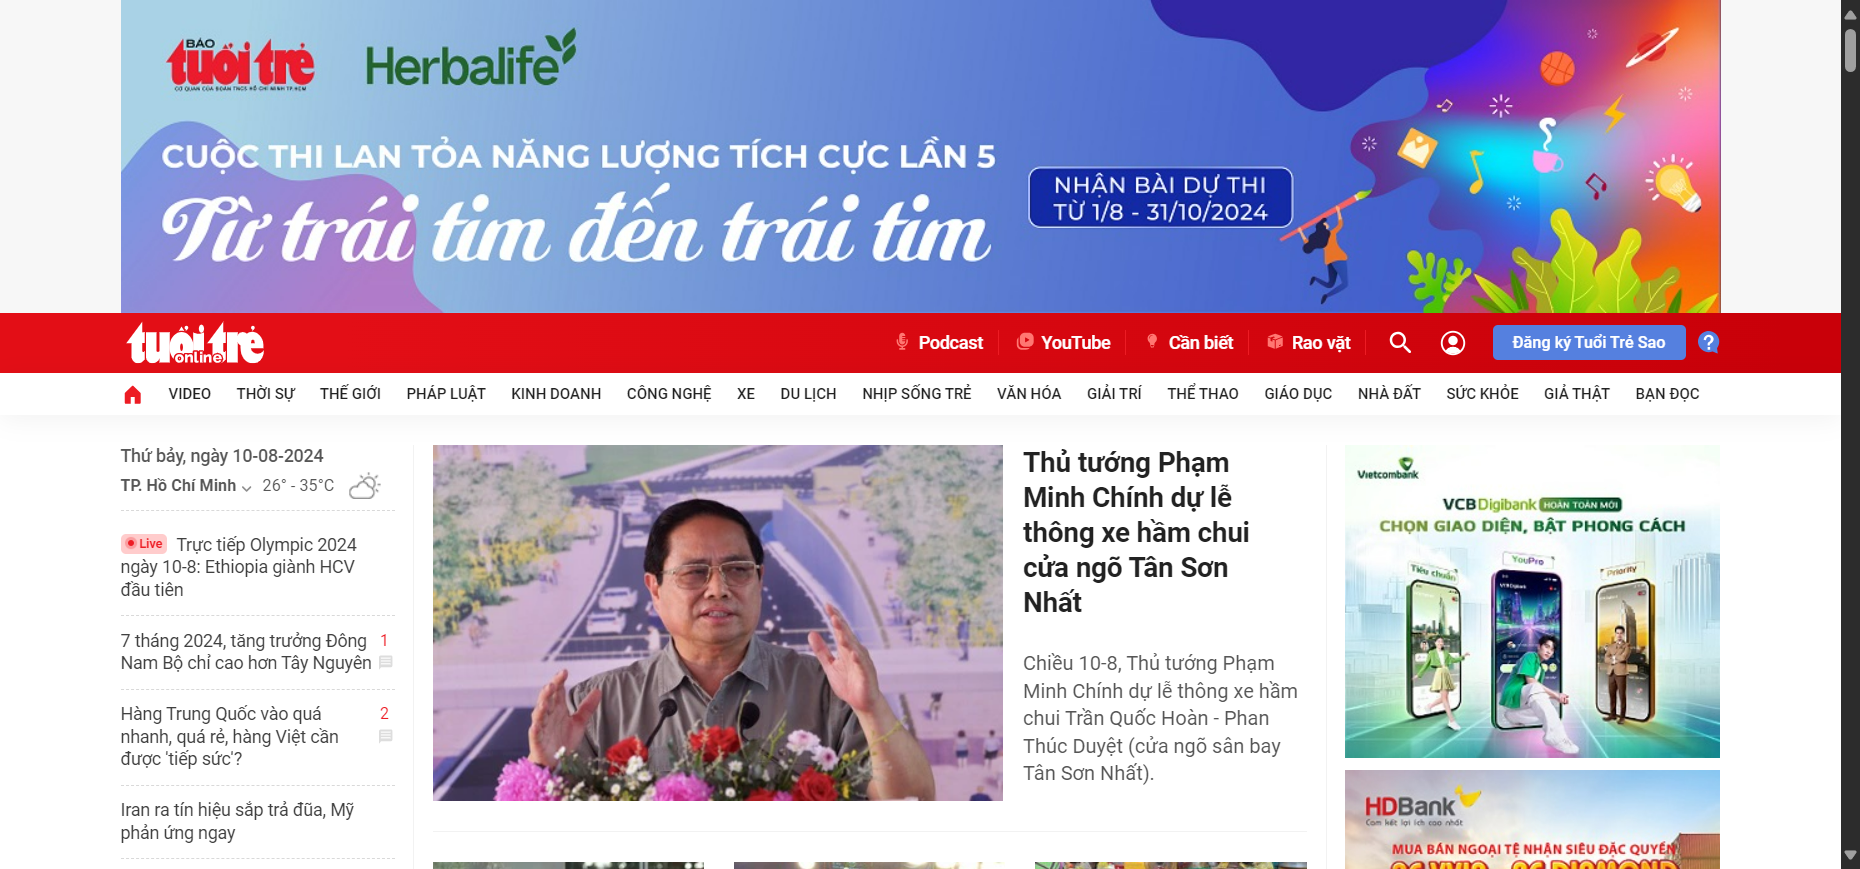 BÁO
tuổi trẻ
CƠ QUAN CỦA ĐOÀN TNCS HỒ CHÍ MINH TP.HCM
Herbalife
CUỘC THI LAN TỎA NĂNG LƯỢNG TÍCH CỰC LẦN 5
Từ trái tim đến trái tim
NHẬN BÀI DỰ THI
TỪ 1/8 - 31/10/2024
tuổi trẻ
online
Podcast
YouTube
Cần biết
Rao vặt
Đăng ký Tuổi Trẻ Sao
?
VIDEO THỜI SỰ THẾ GIỚI PHÁP LUẬT KINH DOANH CÔNG NGHỆ XE DU LỊCH NHỊP SỐNG TRẺ VĂN HÓA GIẢI TRÍ THỂ THAO GIÁO DỤC NHÀ ĐẤT SỨC KHỎE GIẢ THẬT BẠN ĐỌC
Thứ bảy, ngày 10-08-2024
TP. Hồ Chí Minh 26° - 35°C
Live Trực tiếp Olympic 2024
ngày 10-8: Ethiopia giành HCV
đầu tiên
7 tháng 2024, tăng trưởng Đông 1
Nam Bộ chỉ cao hơn Tây Nguyên
Hàng Trung Quốc vào quá 2
nhanh, quá rẻ, hàng Việt cần
được 'tiếp sức'?
Iran ra tín hiệu sắp trả đũa, Mỹ
phản ứng ngay
Thủ tướng Phạm
Minh Chính dự lễ
thông xe hầm chui
cửa ngõ Tân Sơn
Nhất
Chiều 10-8, Thủ tướng Phạm
Minh Chính dự lễ thông xe hầm
chui Trần Quốc Hoàn - Phan
Thúc Duyệt (cửa ngõ sân bay
Tân Sơn Nhất).
Vietcombank
VCB Digibank HOÀN TOÀN MỚI
CHỌN GIAO DIỆN, BẬT PHONG CÁCH
Tiêu chuẩn
YouPro
Priority
HDBank
Cam kết lợi ích cao nhất
MUA BÁN NGOẠI TỆ NHẬN SIÊU ĐẶC QUYỀN